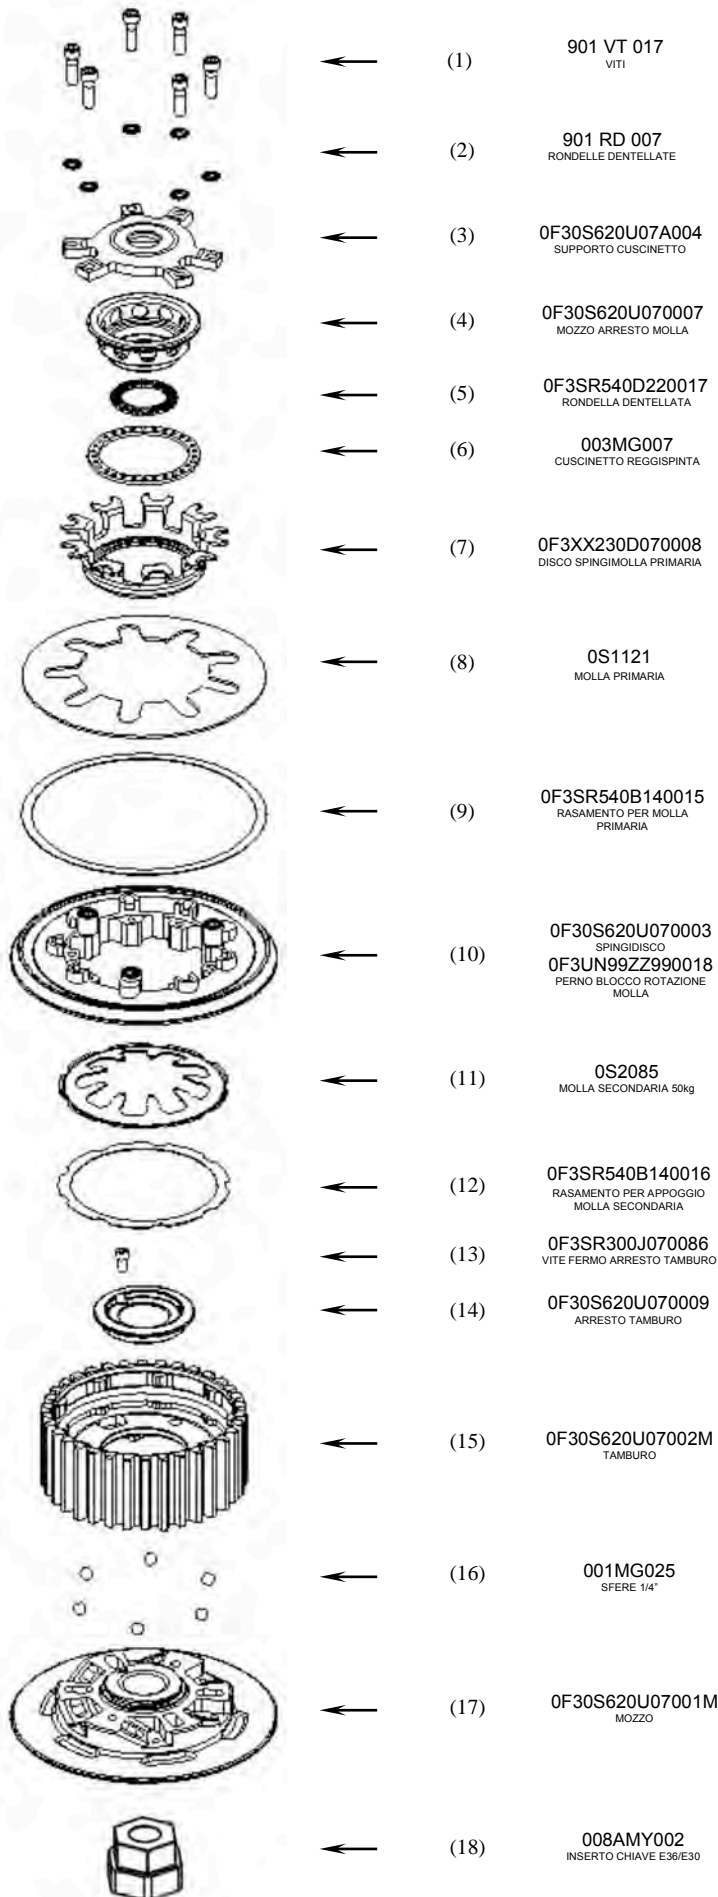 (1)
901 VT 017
VITI
(2)
901 RD 007
RONDELLE DENTELLATE
(3)
0F30S620U07A004
SUPPORTO CUSCINETTO
(4)
0F30S620U070007
MOZZO ARRESTO MOLLA
(5)
0F3SR540D220017
RONDELLA DENTELLATA
(6)
003MG007
CUSCINETTO REGGISPINTA
(7)
0F3XX230D070008
DISCO SPINGIMOLLA PRIMARIA
(8)
0S1121
MOLLA PRIMARIA
(9)
0F3SR540B140015
RASAMENTO PER MOLLA
PRIMARIA
(10)
0F30S620U070003
SPINGIDISCO
0F3UN99ZZ990018
PERNO BLOCCO ROTAZIONE
MOLLA
(11)
0S2085
MOLLA SECONDARIA 50kg
(12)
0F3SR540B140016
RASAMENTO PER APPOGGIO
MOLLA SECONDARIA
(13)
0F3SR300J070086
VITE FERMO ARRESTO TAMBURO
(14)
0F30S620U070009
ARRESTO TAMBURO
(15)
0F30S620U07002M
TAMBURO
(16)
001MG025
SFERE 1/4"
(17)
0F30S620U07001M
MOZZO
(18)
008AMY002
INSERTO CHIAVE E36/E30